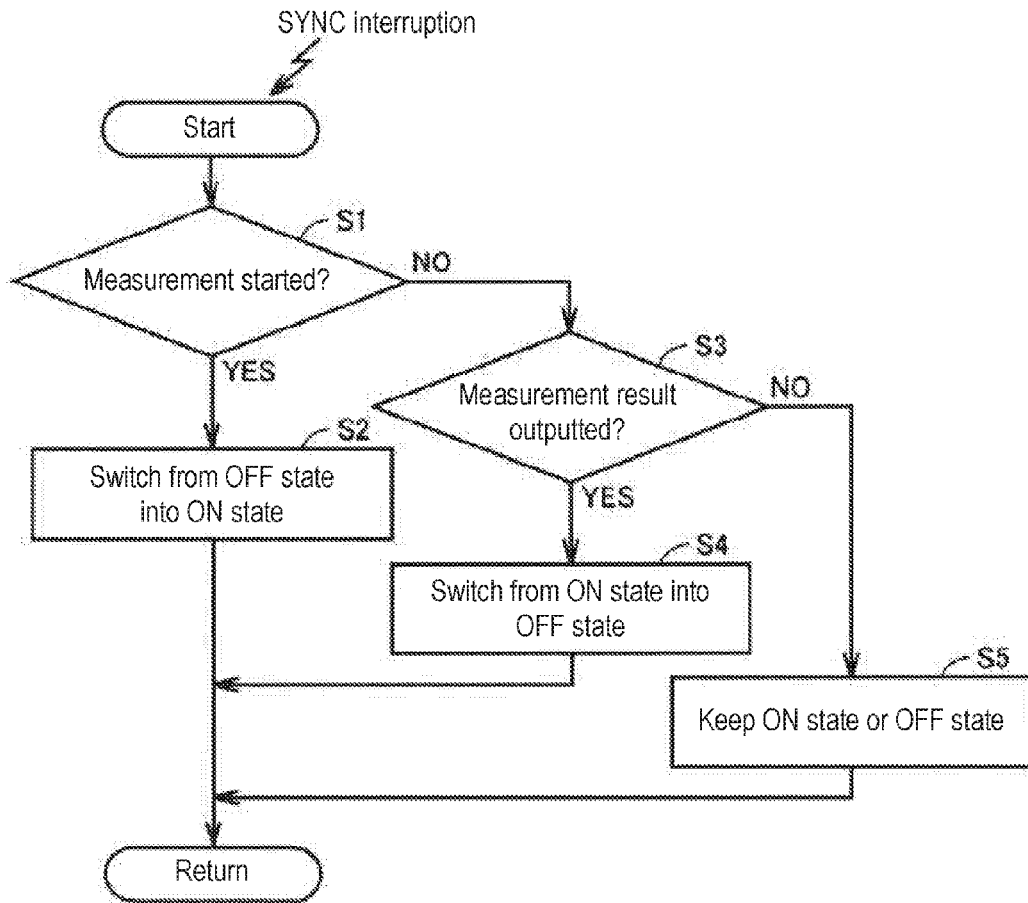 SYNC interruption
Start
S1
Measurement started?
NO
YES
S3
Measurement result
outputted?
NO
YES
S2
Switch from OFF state
into ON state
S4
Switch from ON state into
OFF state
S5
Keep ON state or OFF state
Return